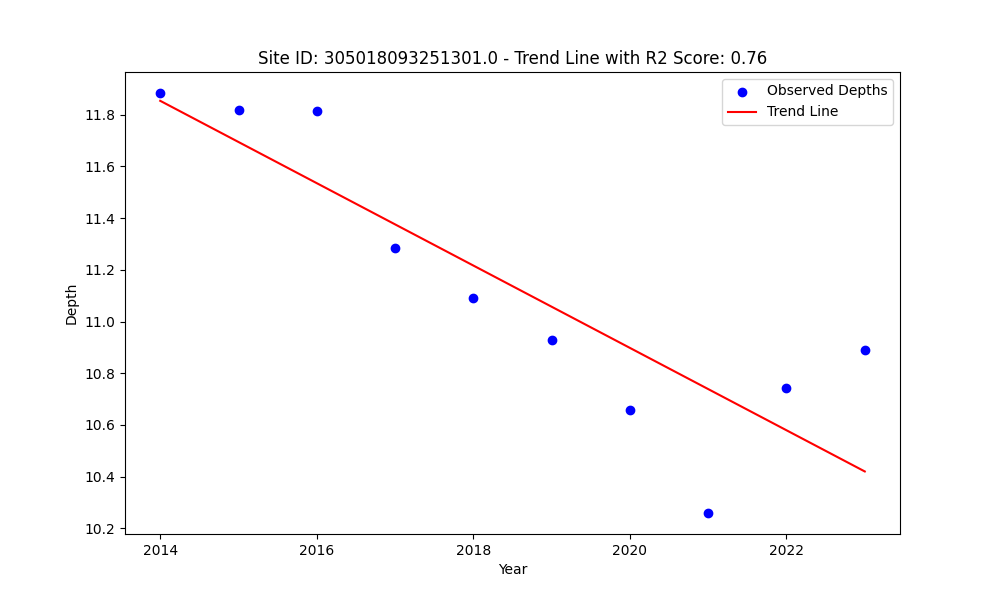 Site ID: 305018093251301.0 - Trend Line with R2 Score: 0.76
Observed Depths
Trend Line
11.8
11.6
11.4
11.2
11.0
10.8
10.6
10.4
10.2
Depth
2014
2016
2018
2020
2022
Year